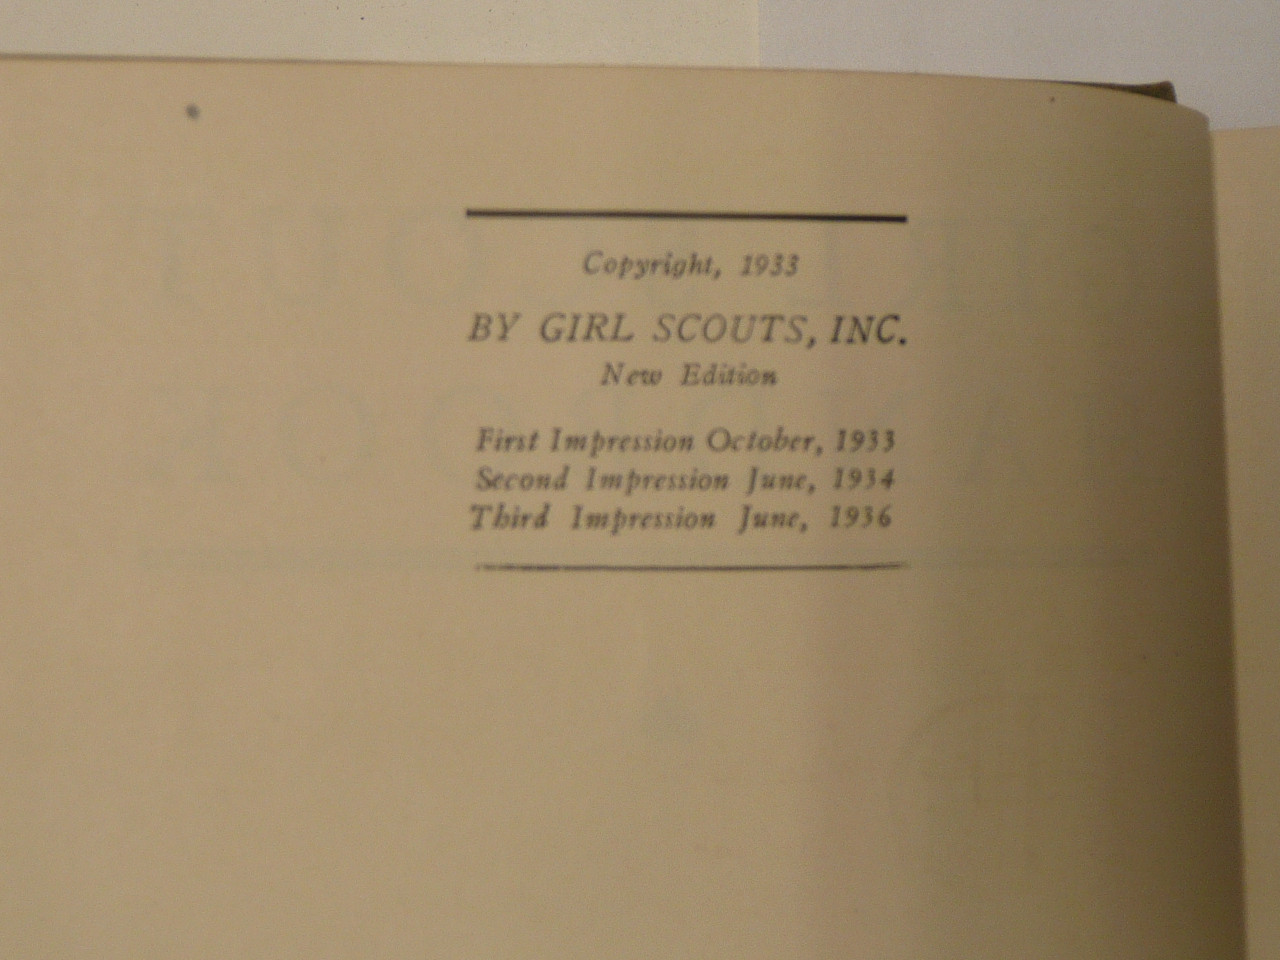 Copyright, 1933
BY GIRL SCOUTS, INC.
New Edition
First Impression October, 1933
Second Impression June, 1934
Third Impression June, 1936